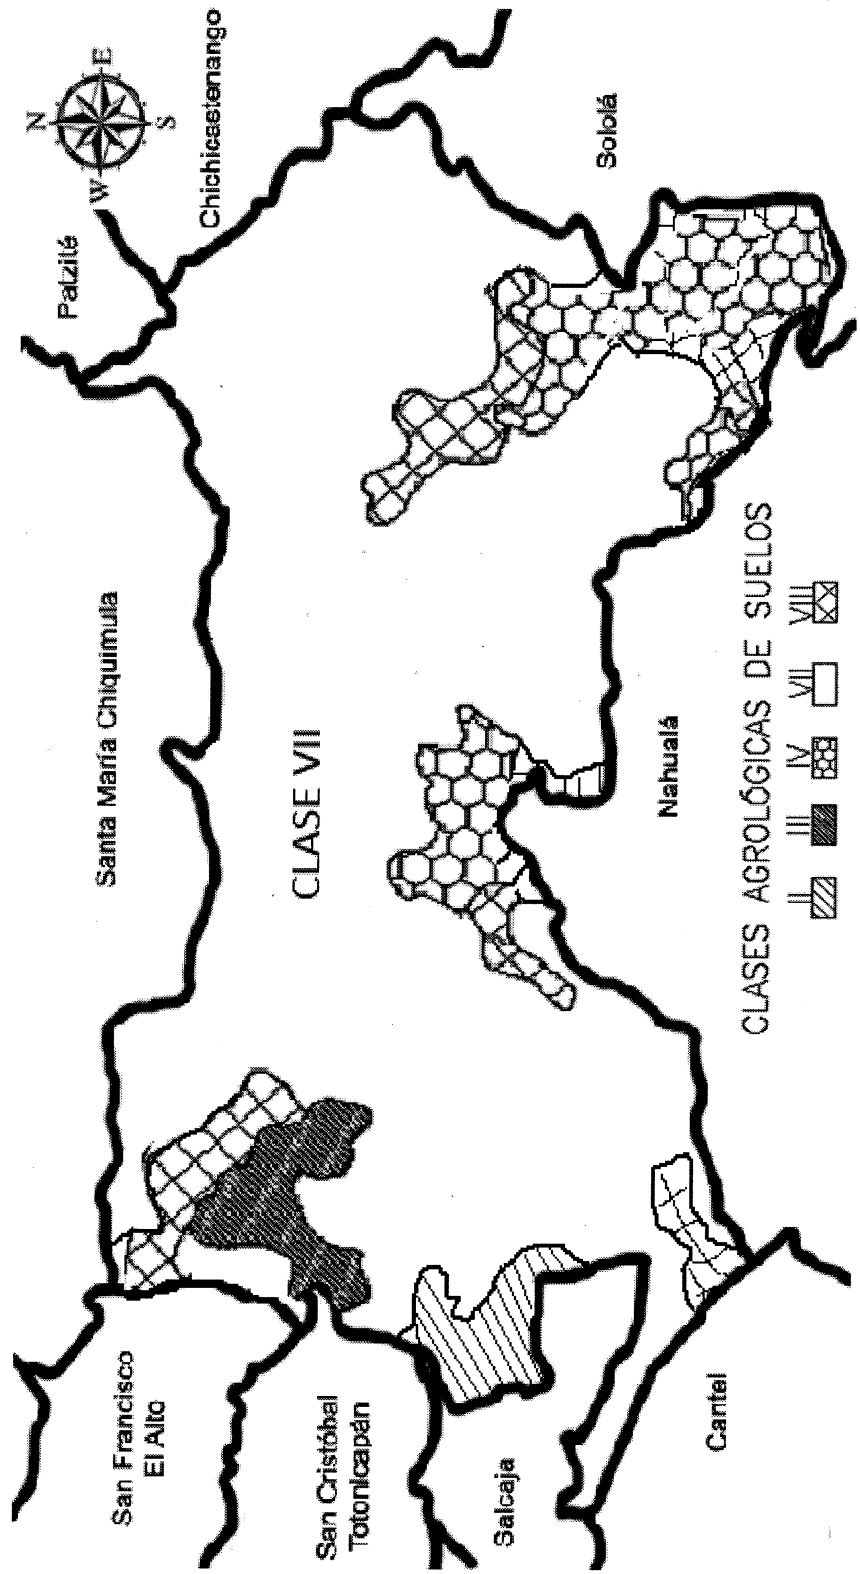 N
E
W
S
Patzité
Chichicastenango
Santa María Chiquimula
San Francisco
El Alto
CLASE VII
Sololá
San Cristóbal
Totonicapán
Salcaja
Nahualá
Cantel
CLASES AGROLÓGICAS DE SUELOS
II III IV VII VIII